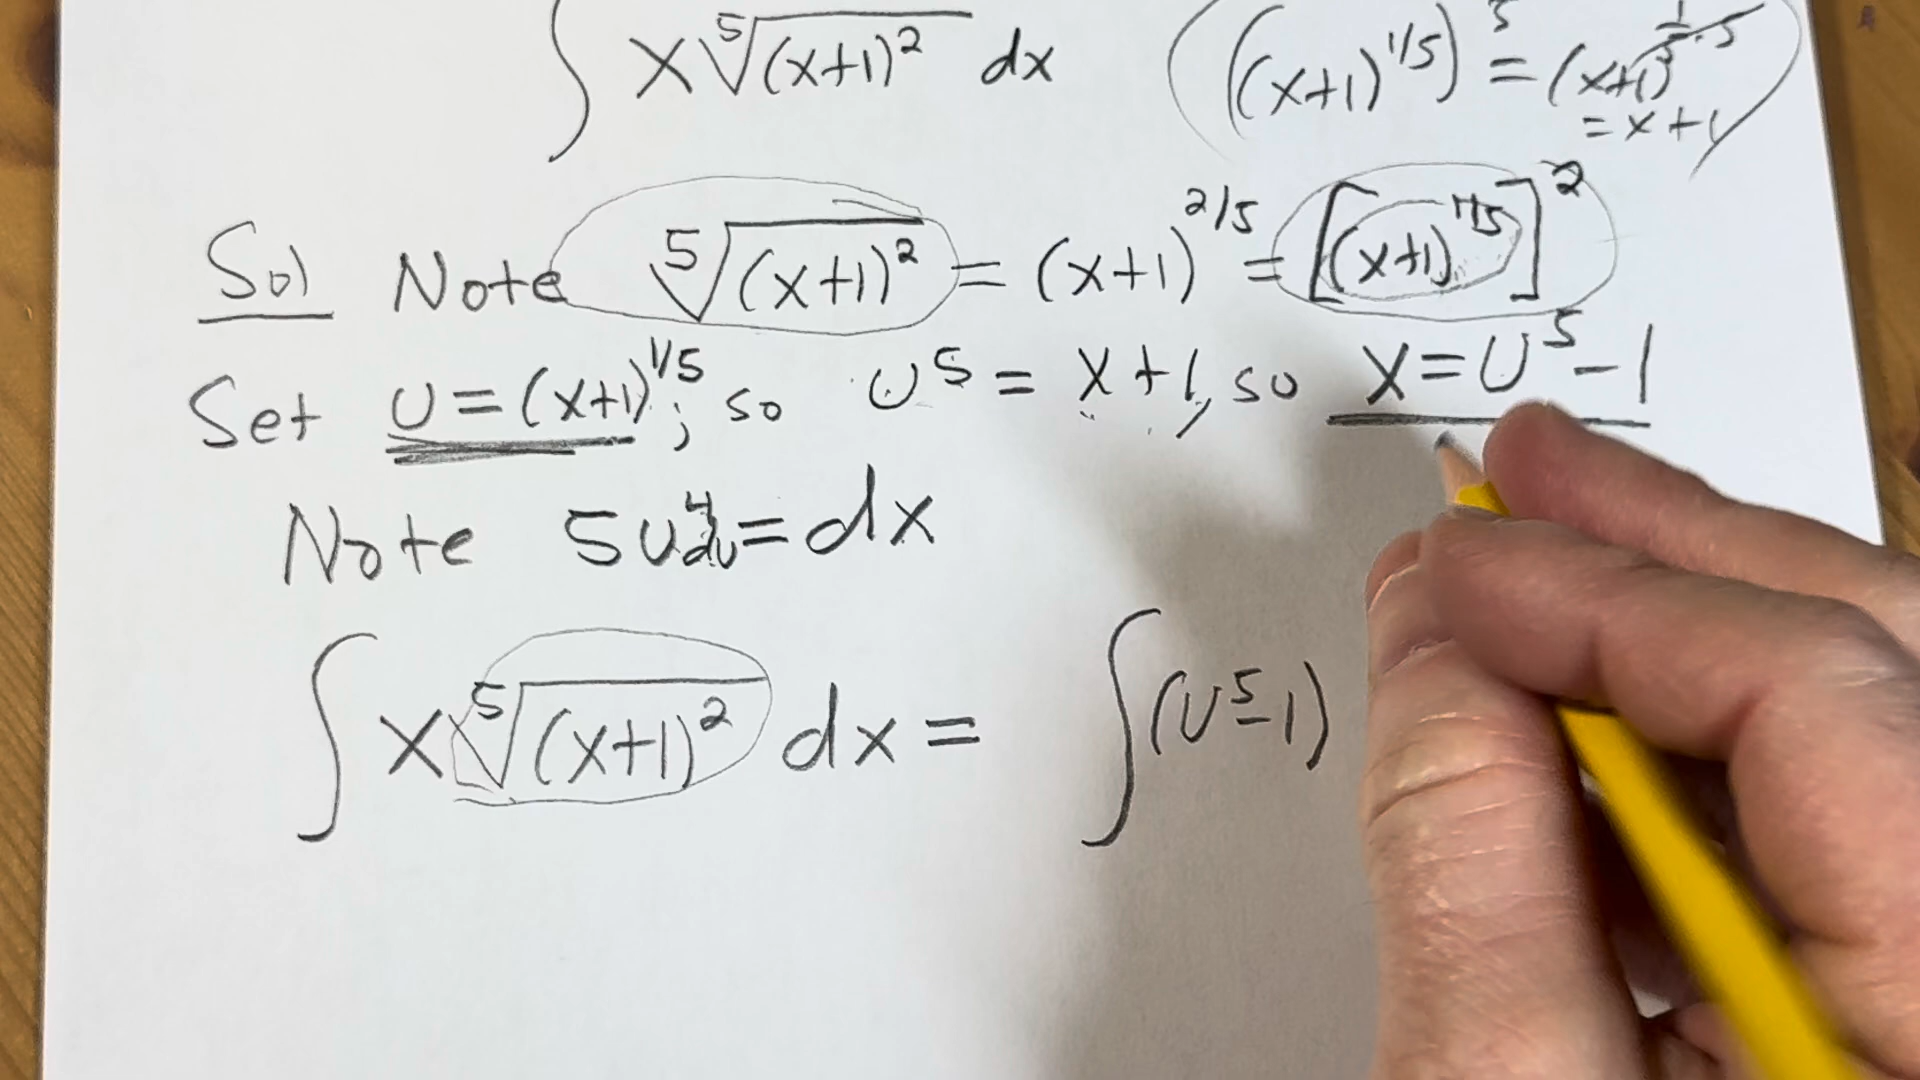 ∫ x ⁵√(x+1)² dx
((x+1)^1/5)^5 = (x+1)^1/5·5
= x+1
Sol Note ⁵√(x+1)² = (x+1)^2/5 = [(x+1)^1/5]^2
Set U = (x+1)^1/5; so U^5 = x+1, so x = U^5 - 1
Note 5U^4 du = dx
∫ x ⁵√(x+1)² dx = ∫ (U^5 - 1)